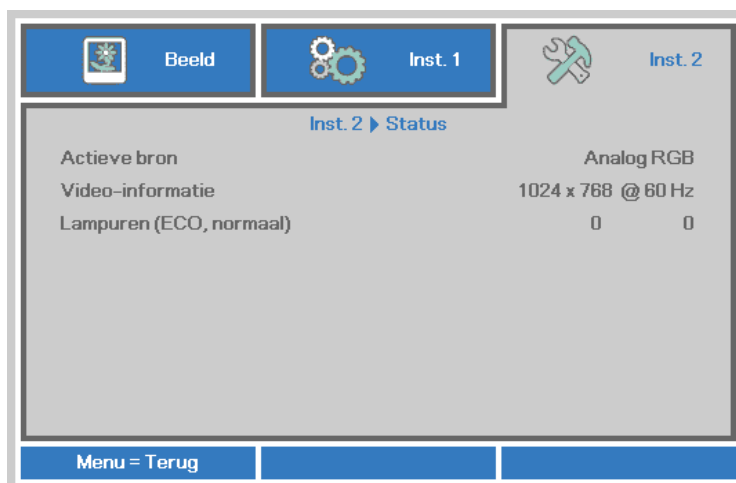 Beeld
Inst. 1
Inst. 2
Inst. 2 ▶ Status
Actieve bron Analog RGB
Video-informatie 1024 x 768 @ 60 Hz
Lampuren (ECO, normaal) 0 0
Menu = Terug